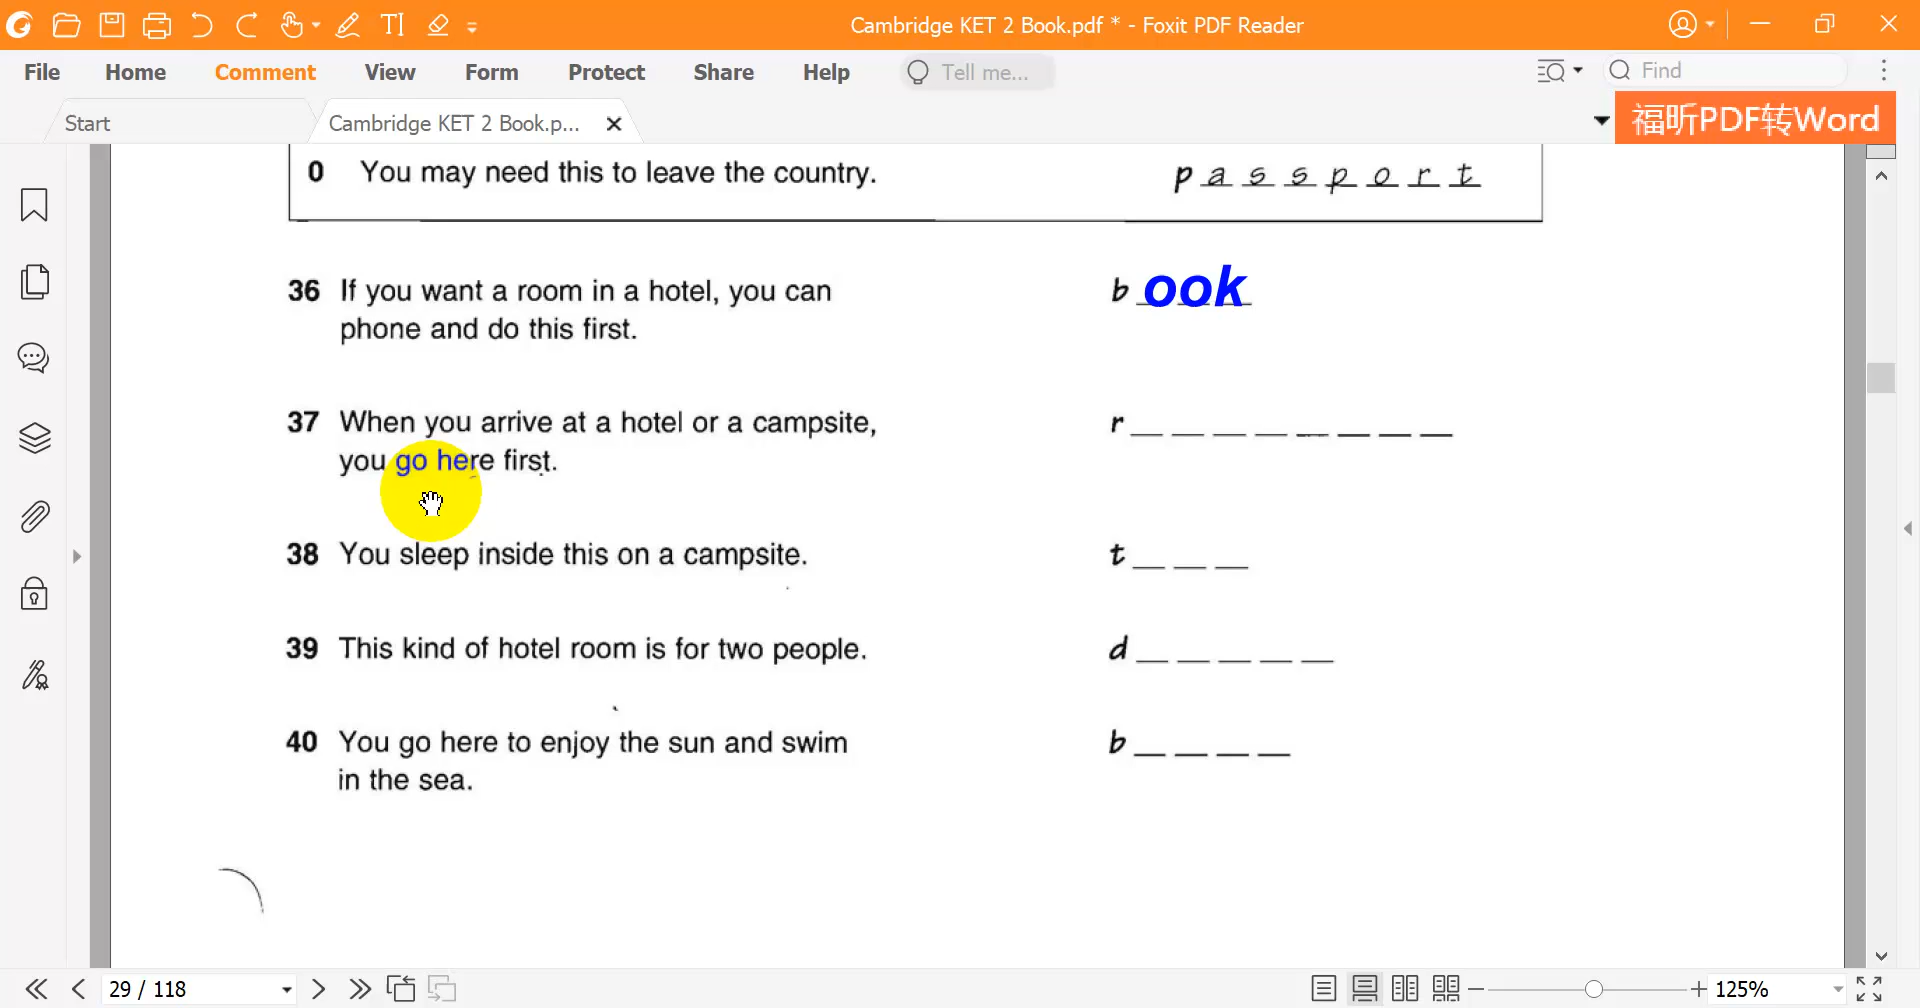 Cambridge KET 2 Book.pdf * - Foxit PDF Reader
File Home Comment View Form Protect Share Help Tell me... Find
Start Cambridge KET 2 Book.p... 福昕PDF转Word
0 You may need this to leave the country. p a s s p o r t
36 If you want a room in a hotel, you can b ook
phone and do this first.
37 When you arrive at a hotel or a campsite, r _ _ _ _ _ _ _ _
you go here first.
38 You sleep inside this on a campsite. t _ _ _
39 This kind of hotel room is for two people. d _ _ _ _ _
40 You go here to enjoy the sun and swim b _ _ _ _
in the sea.
29 / 118 125%